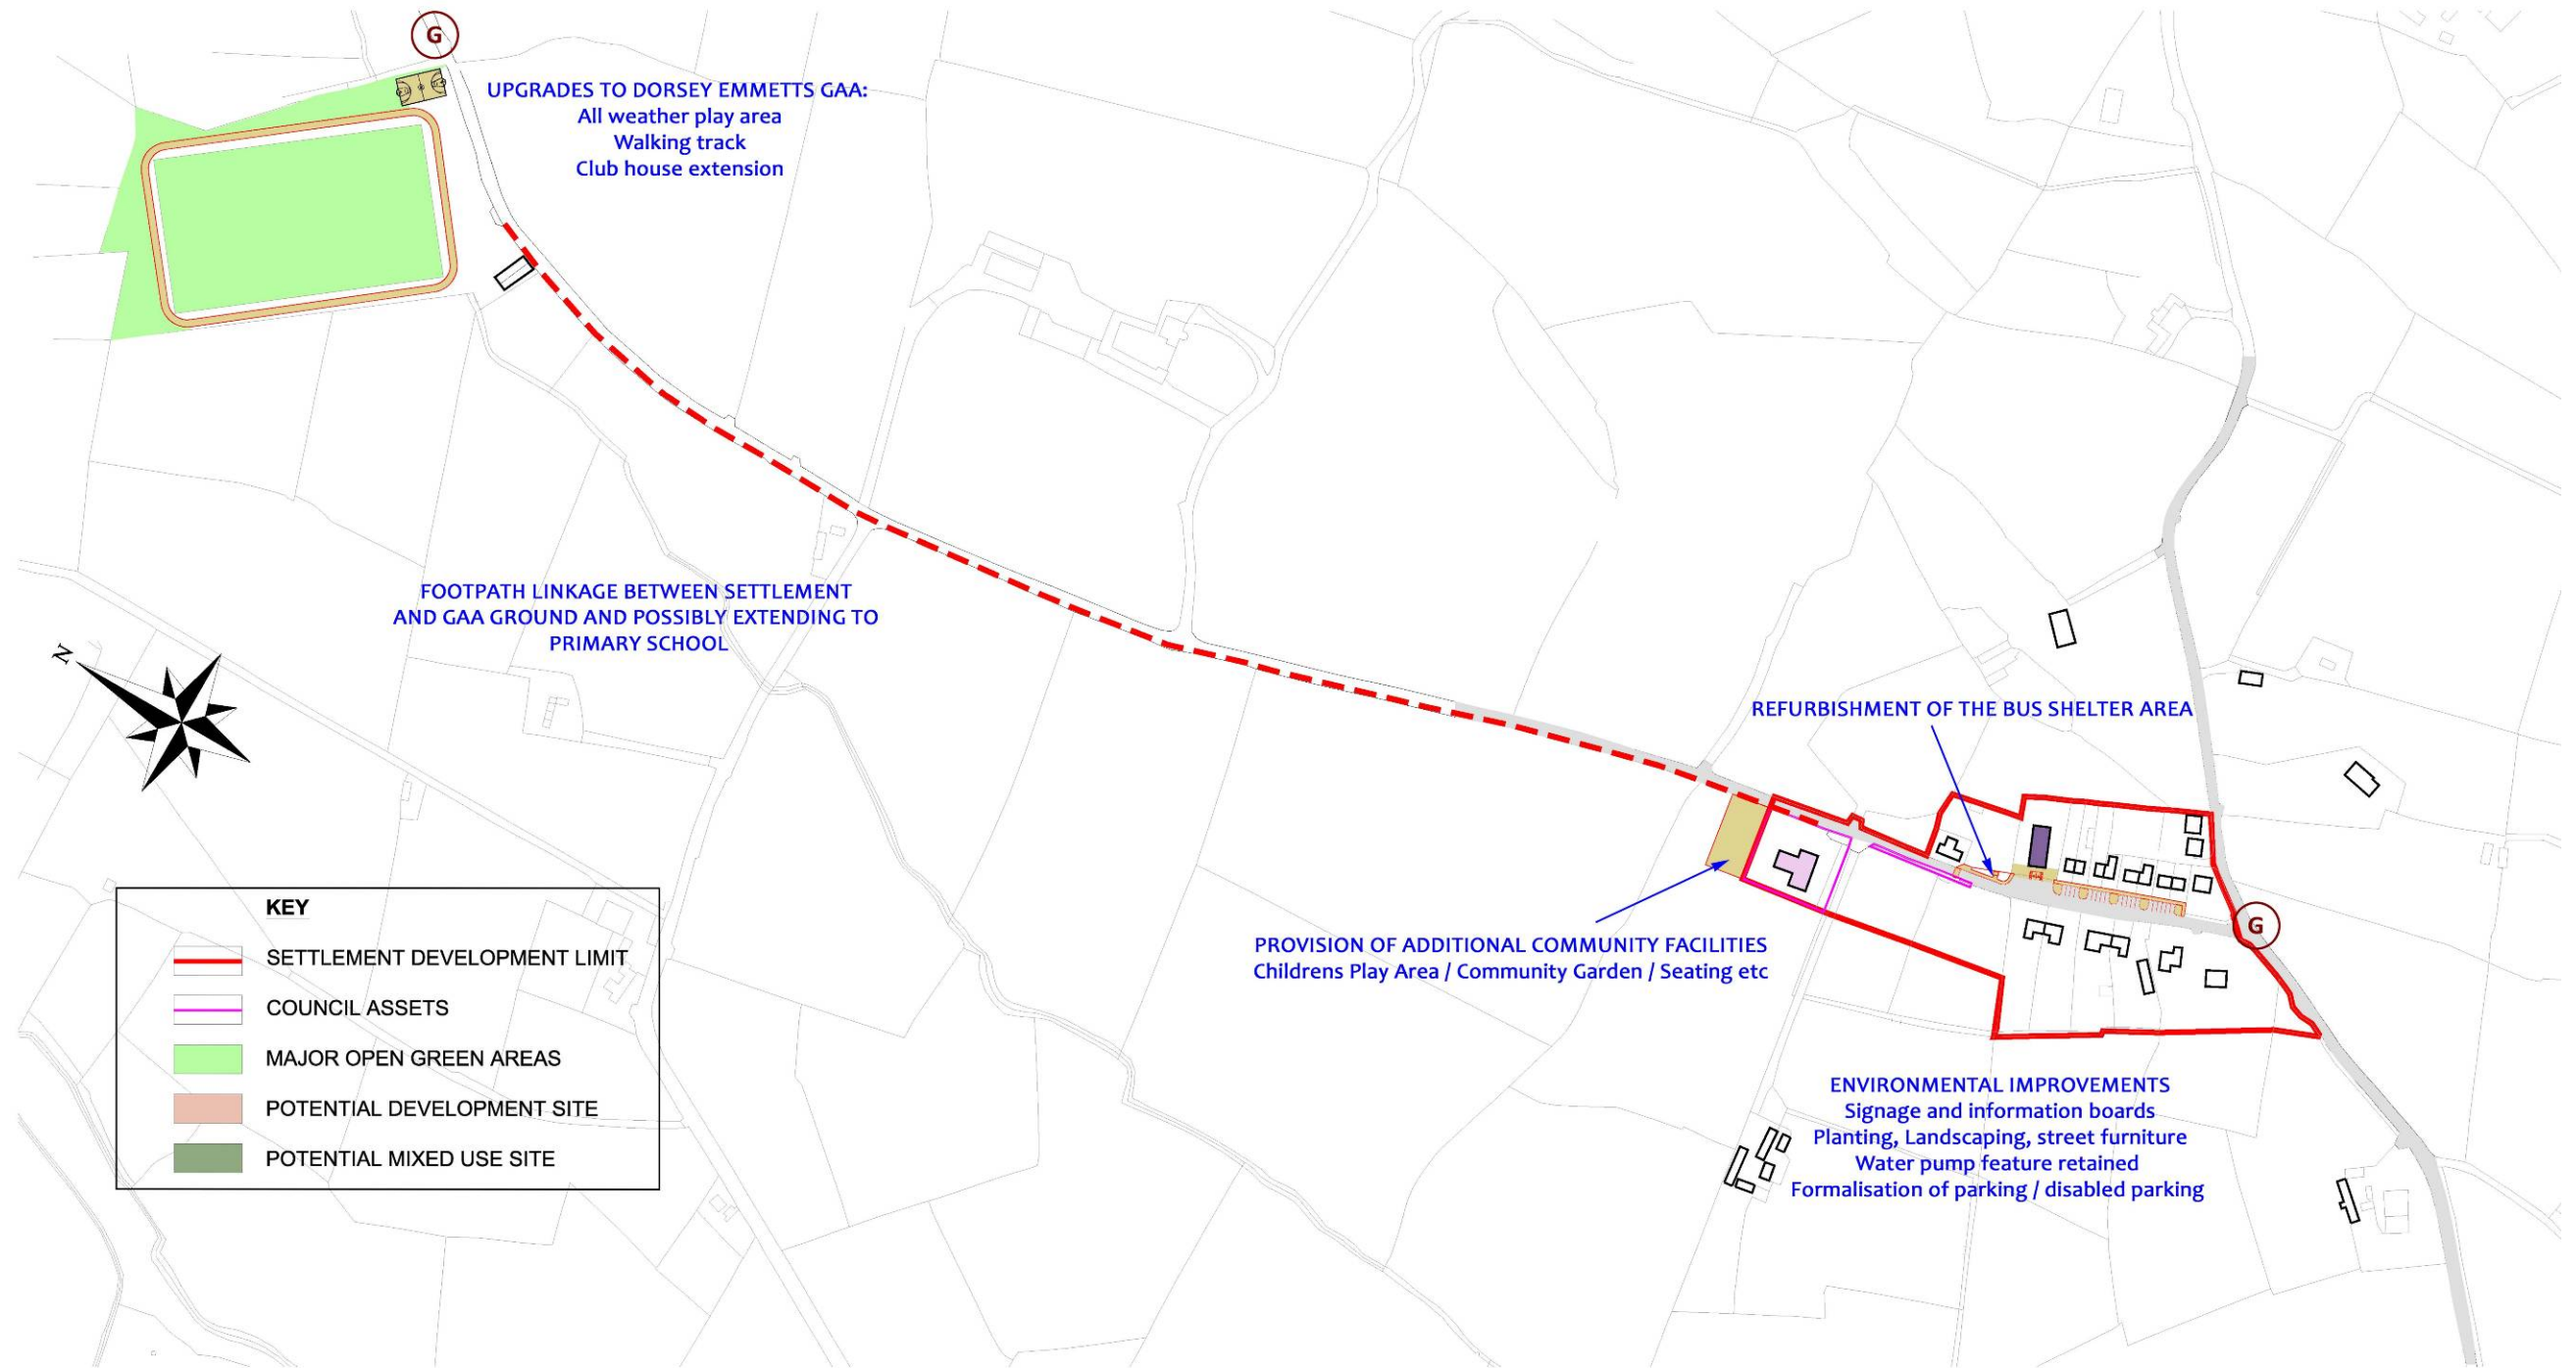 G
UPGRADES TO DORSEY EMMETTS GAA:
All weather play area
Walking track
Club house extension
FOOTPATH LINKAGE BETWEEN SETTLEMENT
AND GAA GROUND AND POSSIBLY EXTENDING TO
PRIMARY SCHOOL
N
REFURBISHMENT OF THE BUS SHELTER AREA
G
PROVISION OF ADDITIONAL COMMUNITY FACILITIES
Childrens Play Area / Community Garden / Seating etc
ENVIRONMENTAL IMPROVEMENTS
Signage and information boards
Planting, Landscaping, street furniture
Water pump feature retained
Formalisation of parking / disabled parking
KEY
SETTLEMENT DEVELOPMENT LIMIT
COUNCIL ASSETS
MAJOR OPEN GREEN AREAS
POTENTIAL DEVELOPMENT SITE
POTENTIAL MIXED USE SITE